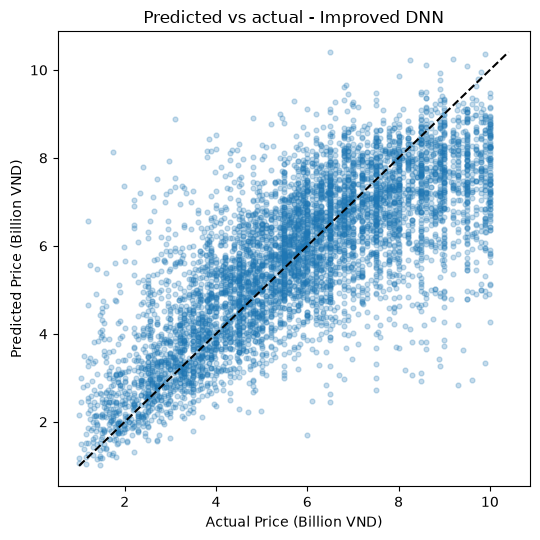 Predicted vs actual - Improved DNN
Predicted Price (Billion VND)
10
8
6
4
2
2 4 6 8 10
Actual Price (Billion VND)